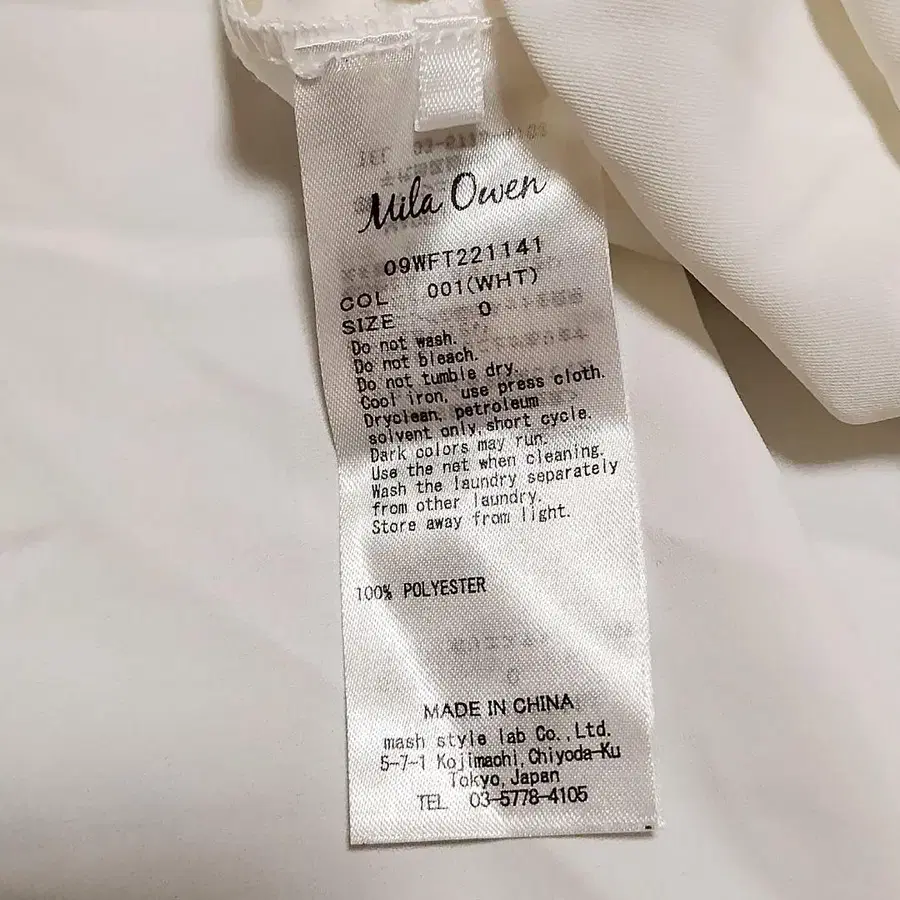 Mila Owen
09WFT221141
COL 001(WHT)
SIZE 0
Do not wash.
Do not bleach.
Do not tumble dry.
Cool iron, use press cloth.
Dryclean, petroleum
solvent only,short cycle.
Dark colors may run.
Use the net when cleaning.
Wash the laundry separately
from other laundry.
Store away from light.
100% POLYESTER
MADE IN CHINA
mash style lab Co.,Ltd.
5-7-1 Kojimachi,Chiyoda-Ku
Tokyo,Japan
TEL 03-5778-4105